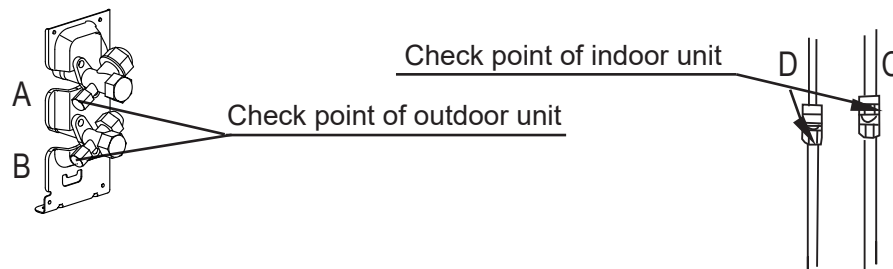 Check point of indoor unit
D
C
A
Check point of outdoor unit
B